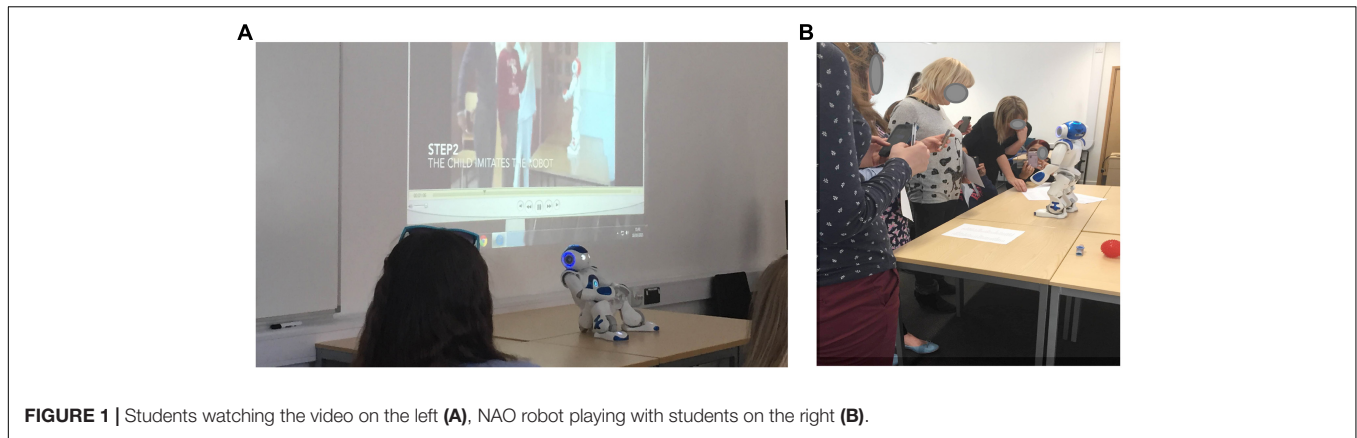 A
B
STEP2
THE CHILD IMITATES THE ROBOT
FIGURE 1 | Students watching the video on the left (A), NAO robot playing with students on the right (B).